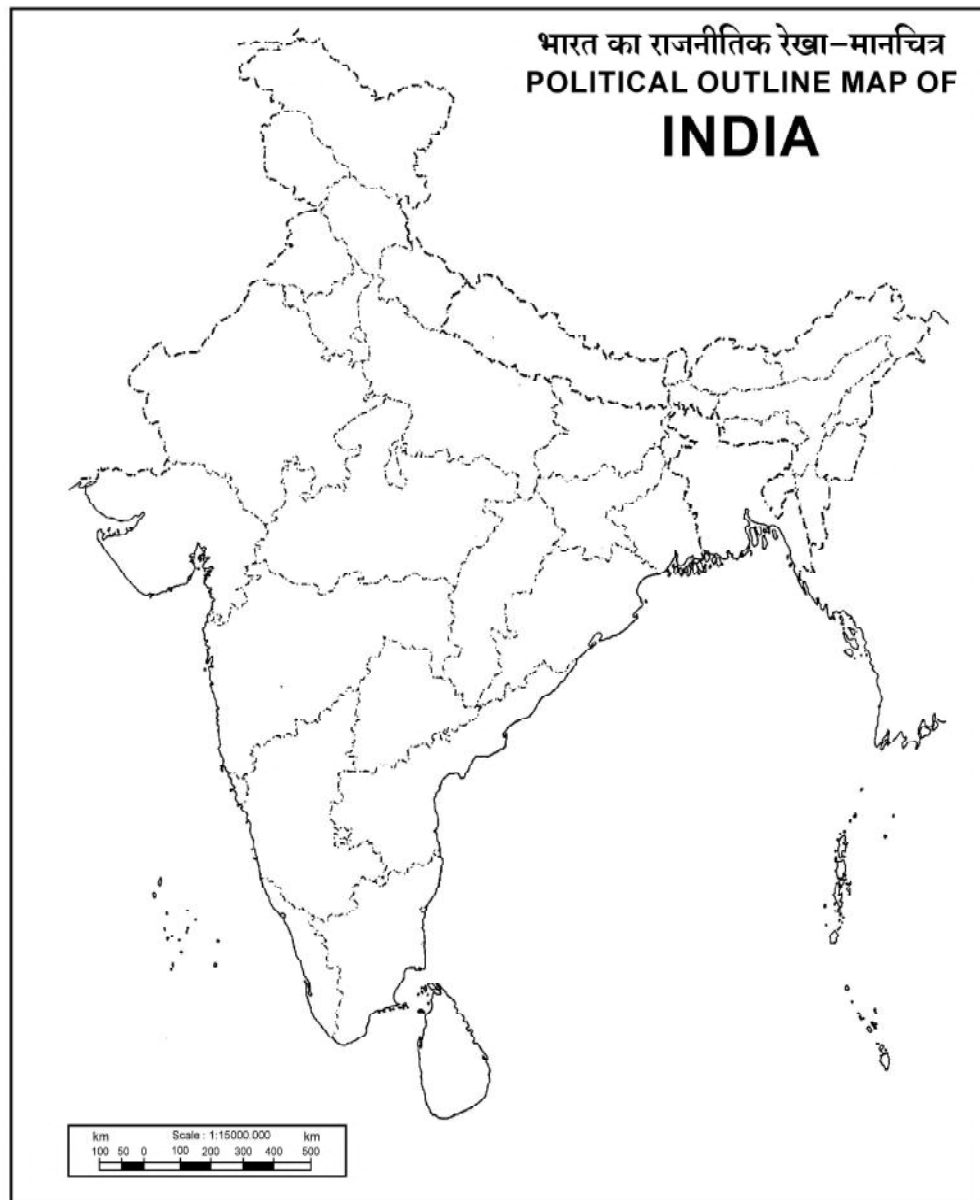 भारत का राजनीतिक रेखा–मानचित्र
POLITICAL OUTLINE MAP OF
INDIA
km Scale : 1:15000.000 km
100 50 0 100 200 300 400 500